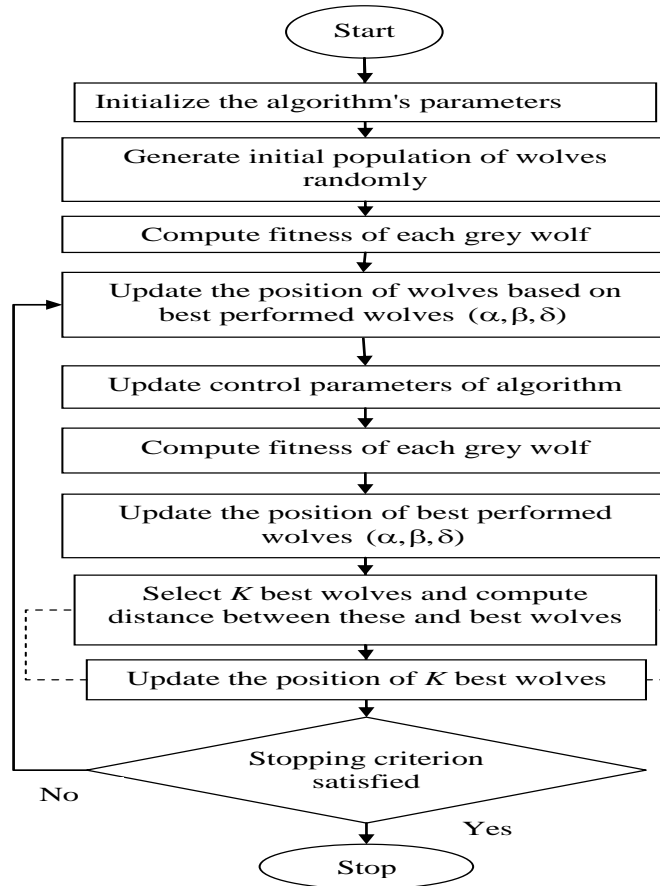 Start
Initialize the algorithm's parameters
Generate initial population of wolves
randomly
Compute fitness of each grey wolf
Update the position of wolves based on
best performed wolves (α,β,δ)
Update control parameters of algorithm
Compute fitness of each grey wolf
Update the position of best performed
wolves (α,β,δ)
Select K best wolves and compute
distance between these and best wolves
Update the position of K best wolves
Stopping criterion
satisfied
No
Yes
Stop